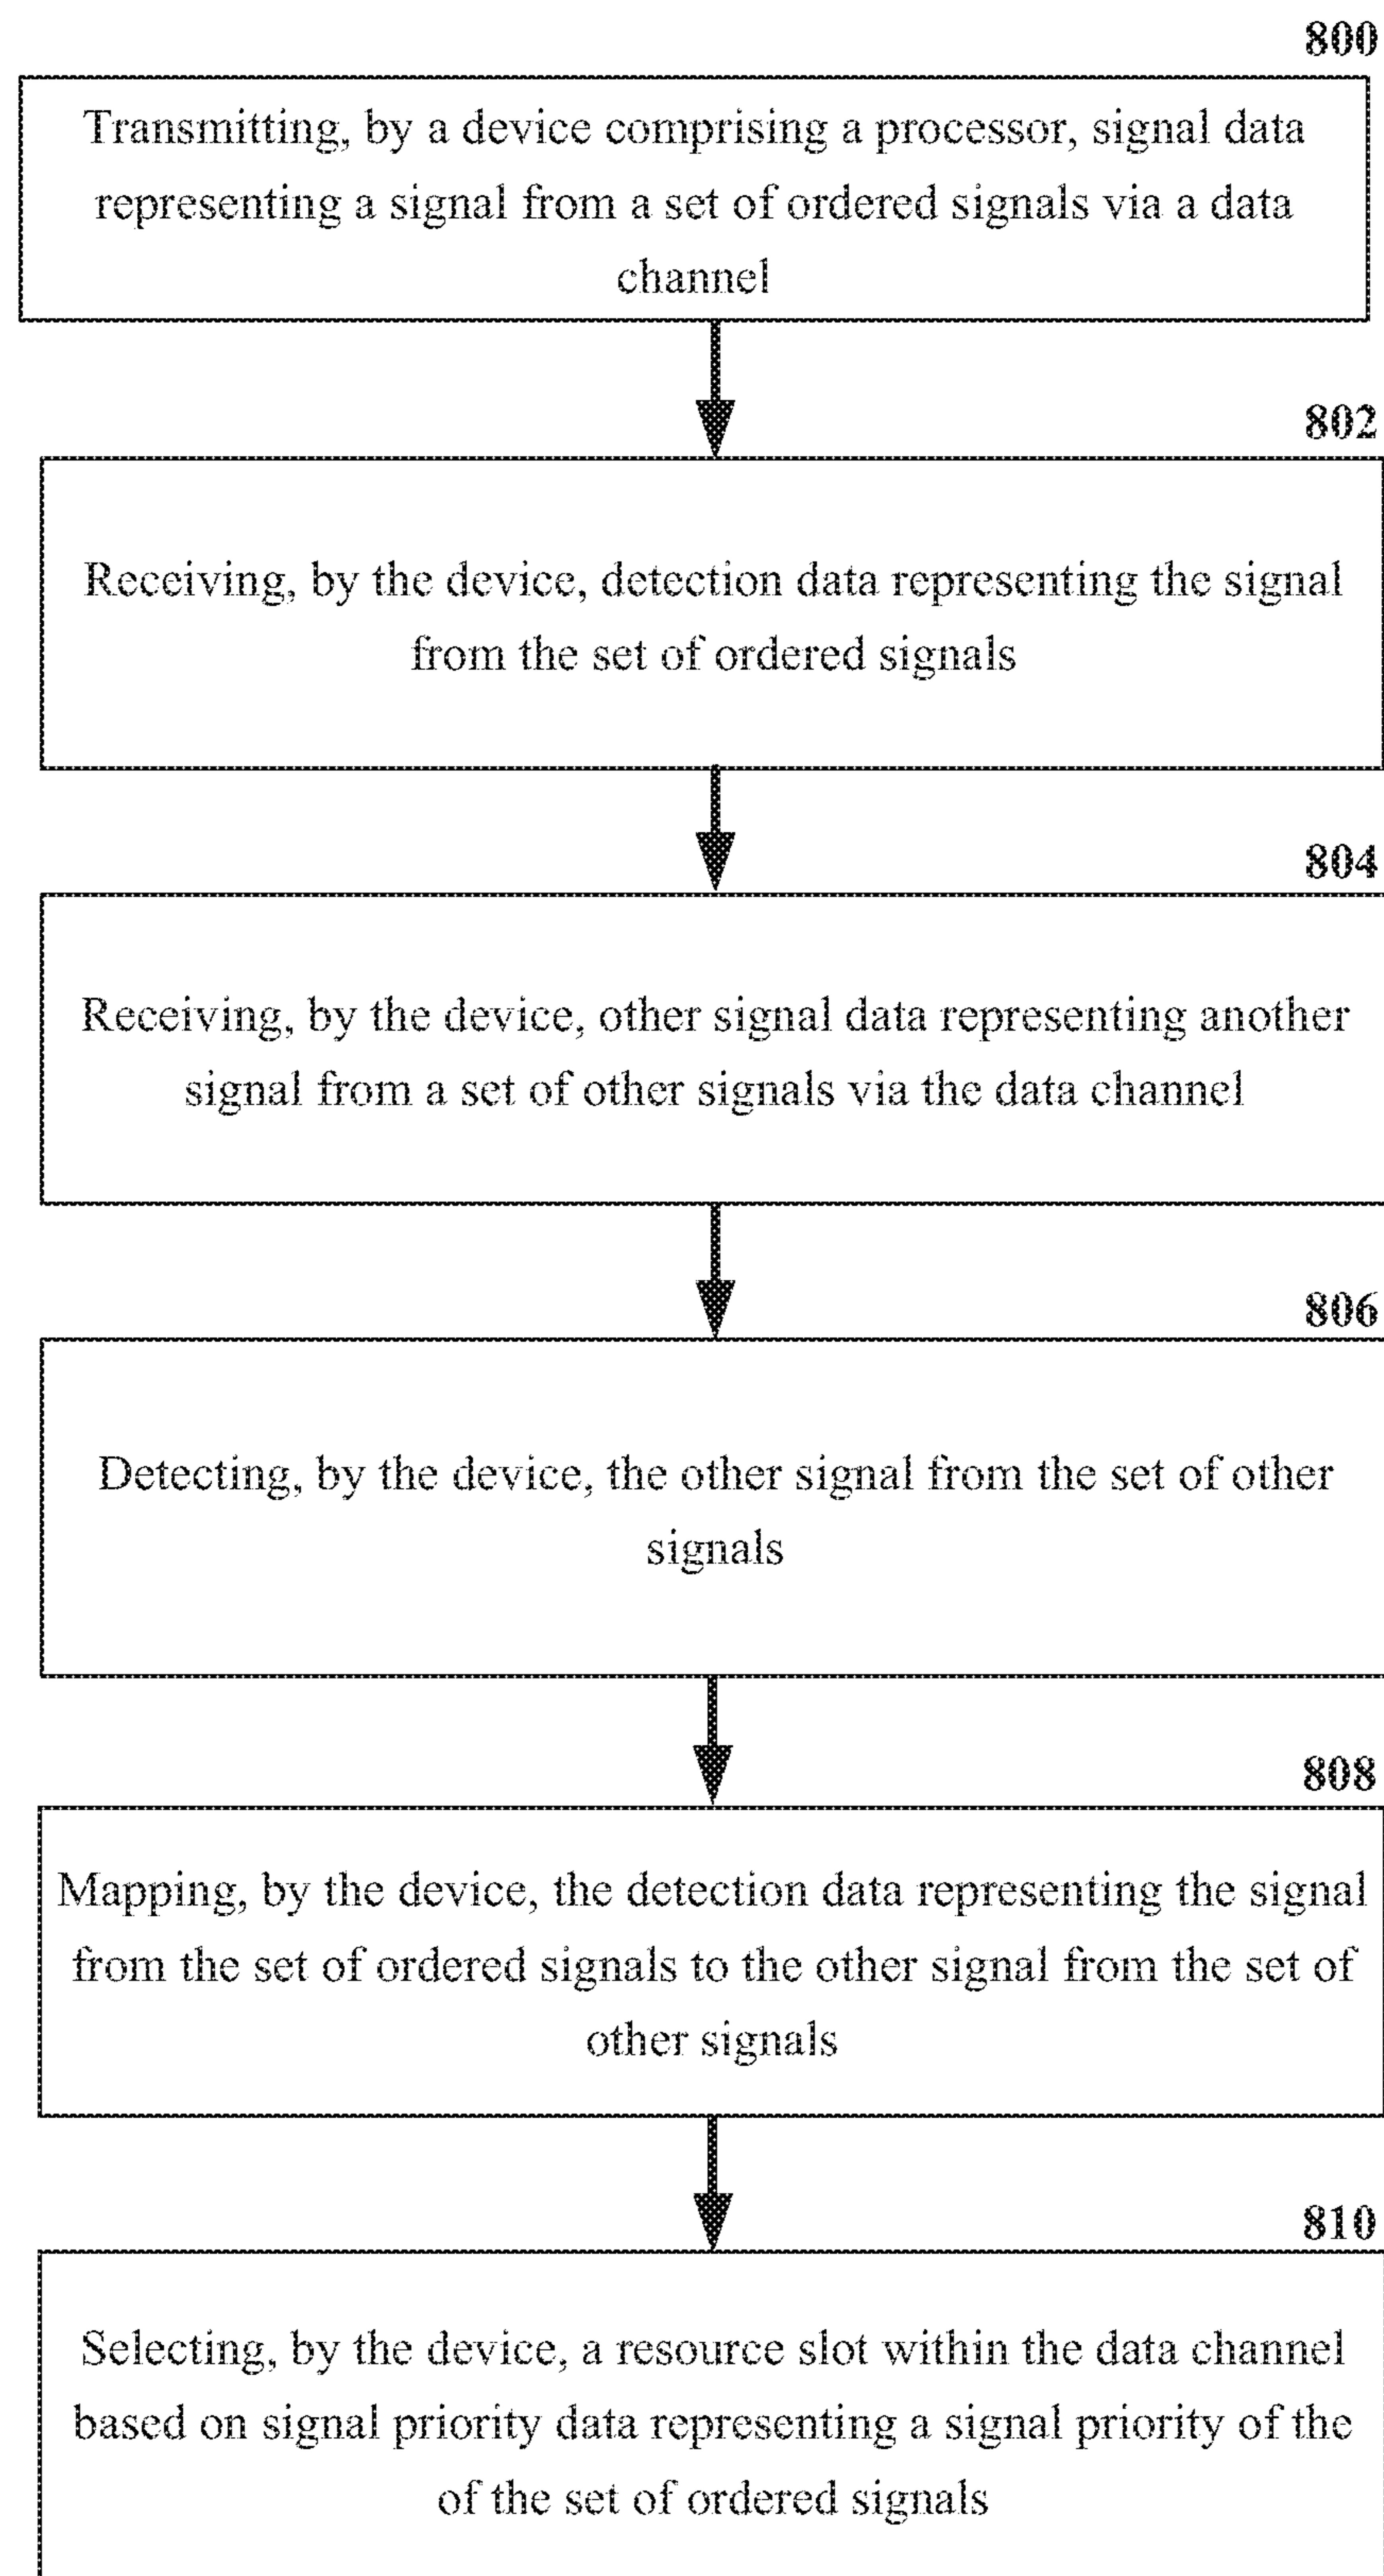 800
Transmitting, by a device comprising a processor, signal data
representing a signal from a set of ordered signals via a data
channel
802
Receiving, by the device, detection data representing the signal
from the set of ordered signals
804
Receiving, by the device, other signal data representing another
signal from a set of other signals via the data channel
806
Detecting, by the device, the other signal from the set of other
signals
808
Mapping, by the device, the detection data representing the signal
from the set of ordered signals to the other signal from the set of
other signals
810
Selecting, by the device, a resource slot within the data channel
based on signal priority data representing a signal priority of the
of the set of ordered signals